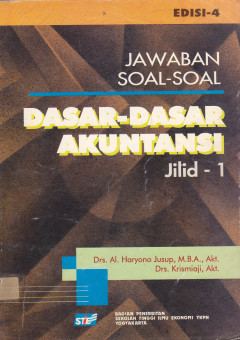 EDISI-4
JAWABAN
SOAL-SOAL
DASAR-DASAR
AKUNTANSI
Jilid - 1
Drs. Al. Haryono Jusup, M.B.A., Akt.
Drs. Krismiaji, Akt.
STIE
BAGIAN PENERBITAN
SEKOLAH TINGGI ILMU EKONOMI YKPN
YOGYAKARTA